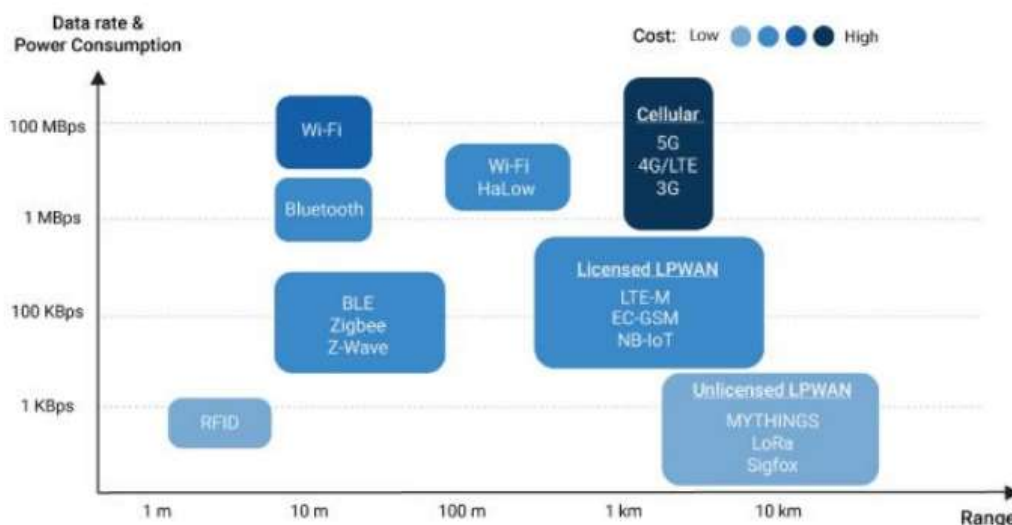 Data rate &
Power Consumption
Cost: Low High
100 MBps
1 MBps
100 KBps
1 KBps
Wi-Fi
Bluetooth
Wi-Fi
HaLow
Cellular
5G
4G/LTE
3G
BLE
Zigbee
Z-Wave
Licensed LPWAN
LTE-M
EC-GSM
NB-IoT
RFID
Unlicensed LPWAN
MYTHINGS
LoRa
Sigfox
1 m 10 m 100 m 1 km 10 km
Range